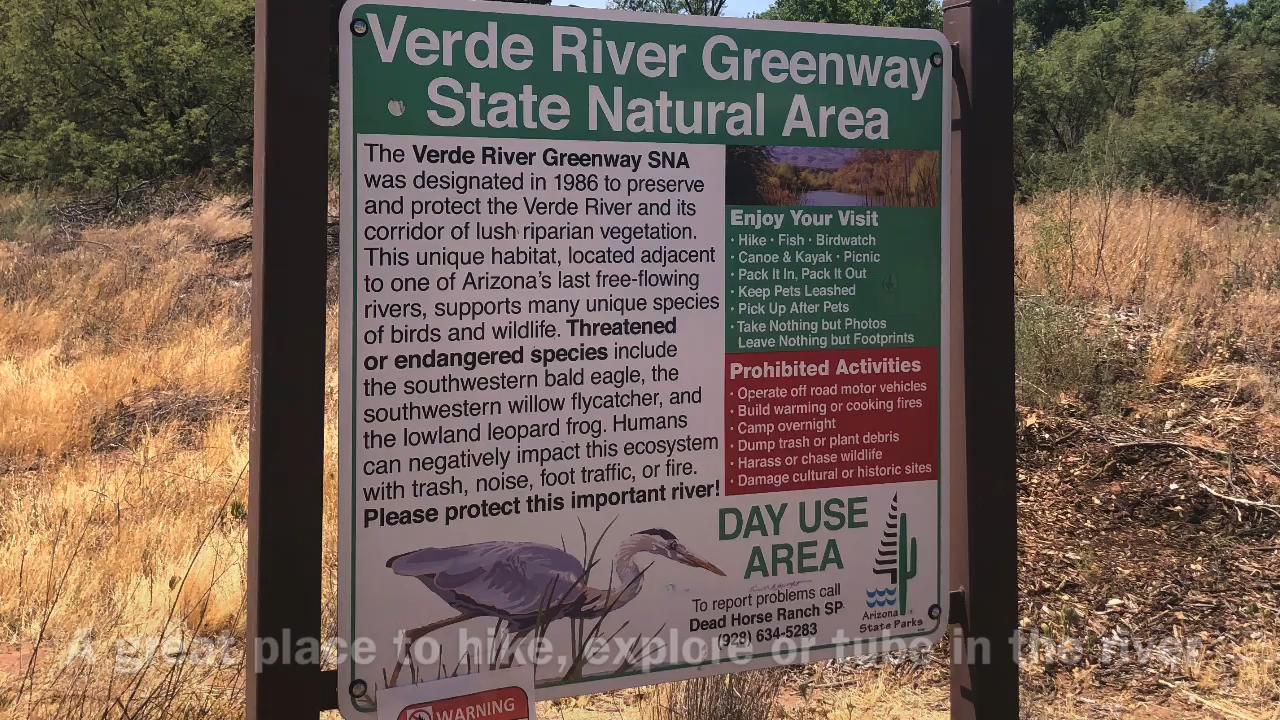 Verde River Greenway
State Natural Area
The Verde River Greenway SNA
was designated in 1986 to preserve
and protect the Verde River and its
corridor of lush riparian vegetation.
This unique habitat, located adjacent
to one of Arizona's last free-flowing
rivers, supports many unique species
of birds and wildlife. Threatened
or endangered species include
the southwestern bald eagle, the
southwestern willow flycatcher, and
the lowland leopard frog. Humans
can negatively impact this ecosystem
with trash, noise, foot traffic, or fire.
Please protect this important river!
Enjoy Your Visit
· Hike · Fish · Birdwatch
· Canoe & Kayak · Picnic
· Pack It In, Pack It Out
· Keep Pets Leashed
· Pick Up After Pets
· Take Nothing but Photos
Leave Nothing but Footprints
Prohibited Activities
· Operate off road motor vehicles
· Build warming or cooking fires
· Camp overnight
· Dump trash or plant debris
· Harass or chase wildlife
· Damage cultural or historic sites
DAY USE
AREA
To report problems call
Dead Horse Ranch SP
(928) 634-5283
Arizona
State Parks
A great place to hike, explore or tube in the river
WARNING